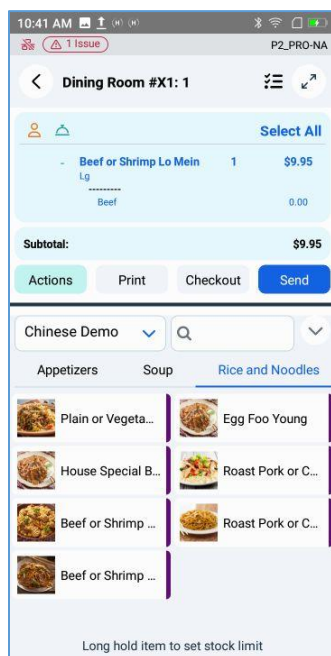 10:41 AM
1 Issue
P2_PRO-NA
Dining Room #X1: 1
Select All
- Beef or Shrimp Lo Mein 1 $9.95
Lg
---------
Beef 0.00
Subtotal: $9.95
Actions Print Checkout Send
Chinese Demo
Appetizers Soup Rice and Noodles
Plain or Vegeta... Egg Foo Young
House Special B... Roast Pork or C...
Beef or Shrimp ... Roast Pork or C...
Beef or Shrimp ...
Long hold item to set stock limit